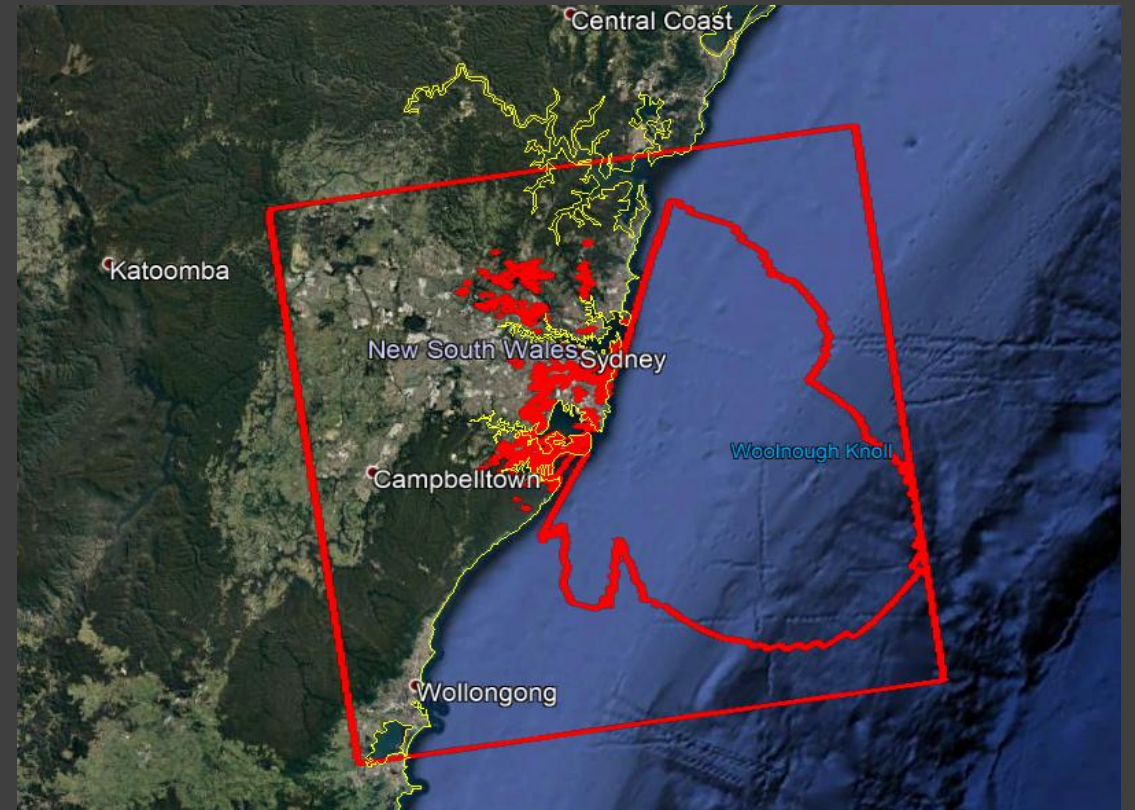 Central Coast
Katoomba
New South Wales
Sydney
Woolnough Knoll
Campbelltown
Wollongong